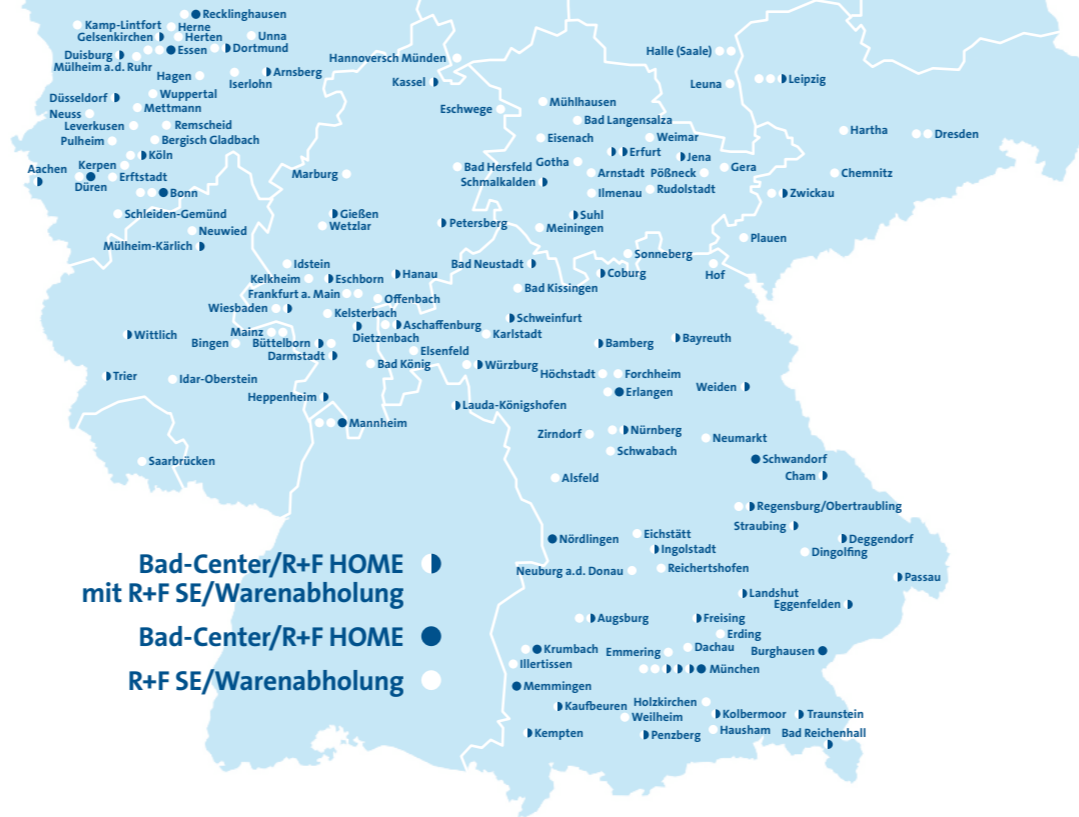 Recklinghausen
Kamp-Lintfort
Herne
Gelsenkirchen
Herten
Unna
Duisburg
Essen
Dortmund
Mülheim a.d. Ruhr
Hannoversch Münden
Halle (Saale)
Hagen
Iserlohn
Arnsberg
Kassel
Leuna
Leipzig
Düsseldorf
Wuppertal
Mettmann
Eschwege
Mühlhausen
Neuss
Bad Langensalza
Leverkusen
Remscheid
Hartha
Dresden
Pulheim
Bergisch Gladbach
Eisenach
Weimar
Köln
Erfurt
Jena
Aachen
Kerpen
Bad Hersfeld
Gotha
Gera
Düren
Erftstadt
Marburg
Schmalkalden
Arnstadt
Pößneck
Chemnitz
Bonn
Ilmenau
Rudolstadt
Zwickau
Schleiden-Gemünd
Gießen
Suhl
Neuwied
Wetzlar
Petersberg
Meiningen
Mülheim-Kärlich
Plauen
Idstein
Bad Neustadt
Sonneberg
Kelkheim
Eschborn
Hanau
Coburg
Hof
Frankfurt a. Main
Offenbach
Bad Kissingen
Wiesbaden
Kelsterbach
Schweinfurt
Wittlich
Mainz
Dietzenbach
Aschaffenburg
Karlstadt
Bingen
Büttelborn
Elsenfeld
Bamberg
Bayreuth
Darmstadt
Bad König
Würzburg
Trier
Idar-Oberstein
Höchstadt
Forchheim
Heppenheim
Erlangen
Weiden
Lauda-Königshofen
Mannheim
Zirndorf
Nürnberg
Neumarkt
Schwabach
Saarbrücken
Schwandorf
Alsfeld
Cham
Regensburg/Obertraubling
Straubing
Nördlingen
Eichstätt
Deggendorf
Ingolstadt
Dingolfing
Bad-Center/R+F HOME
mit R+F SE/Warenabholung
Neuburg a.d. Donau
Reichertshofen
Passau
Landshut
Eggenfelden
Augsburg
Freising
Bad-Center/R+F HOME
Erding
Krumbach
Emmering
Dachau
Burghausen
Illertissen
München
R+F SE/Warenabholung
Memmingen
Kaufbeuren
Holzkirchen
Weilheim
Kolbermoor
Traunstein
Kempten
Penzberg
Hausham
Bad Reichenhall